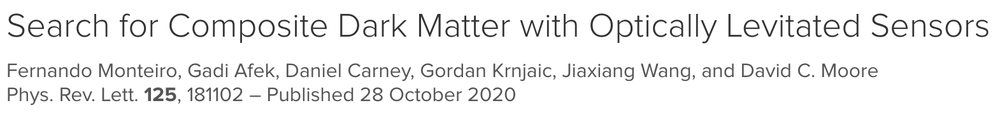 Search for Composite Dark Matter with Optically Levitated Sensors
Fernando Monteiro, Gadi Afek, Daniel Carney, Gordan Krnjaic, Jiaxiang Wang, and David C. Moore
Phys. Rev. Lett. 125, 181102 – Published 28 October 2020